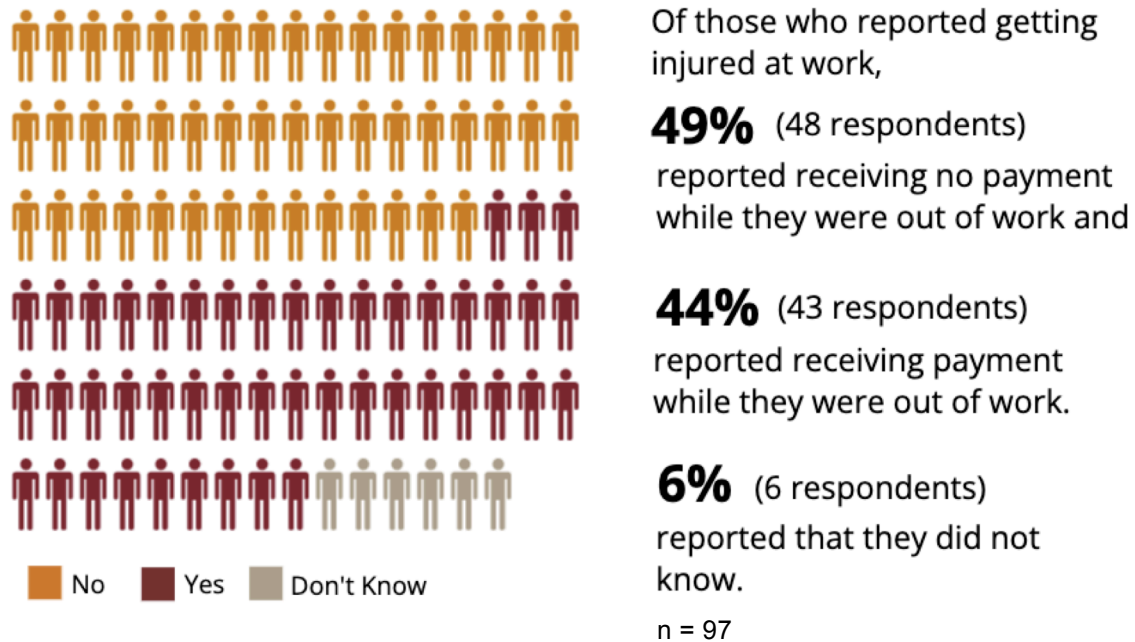 Of those who reported getting
injured at work,
49% (48 respondents)
reported receiving no payment
while they were out of work and
44% (43 respondents)
reported receiving payment
while they were out of work.
6% (6 respondents)
reported that they did not
know.
n = 97
No Yes Don't Know